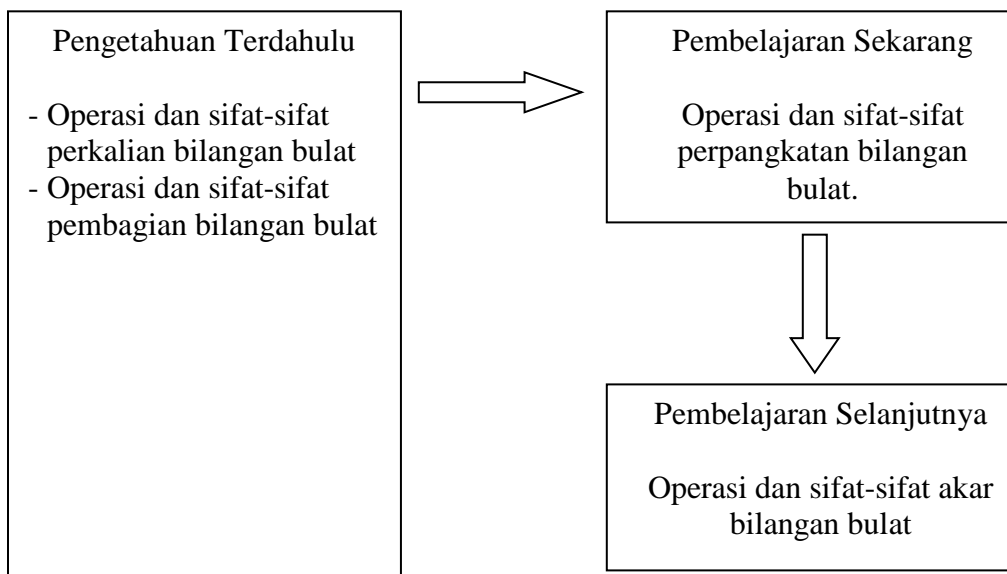 Pengetahuan Terdahulu
- Operasi dan sifat-sifat
perkalian bilangan bulat
- Operasi dan sifat-sifat
pembagian bilangan bulat
Pembelajaran Sekarang
Operasi dan sifat-sifat
perpangkatan bilangan
bulat.
Pembelajaran Selanjutnya
Operasi dan sifat-sifat akar
bilangan bulat